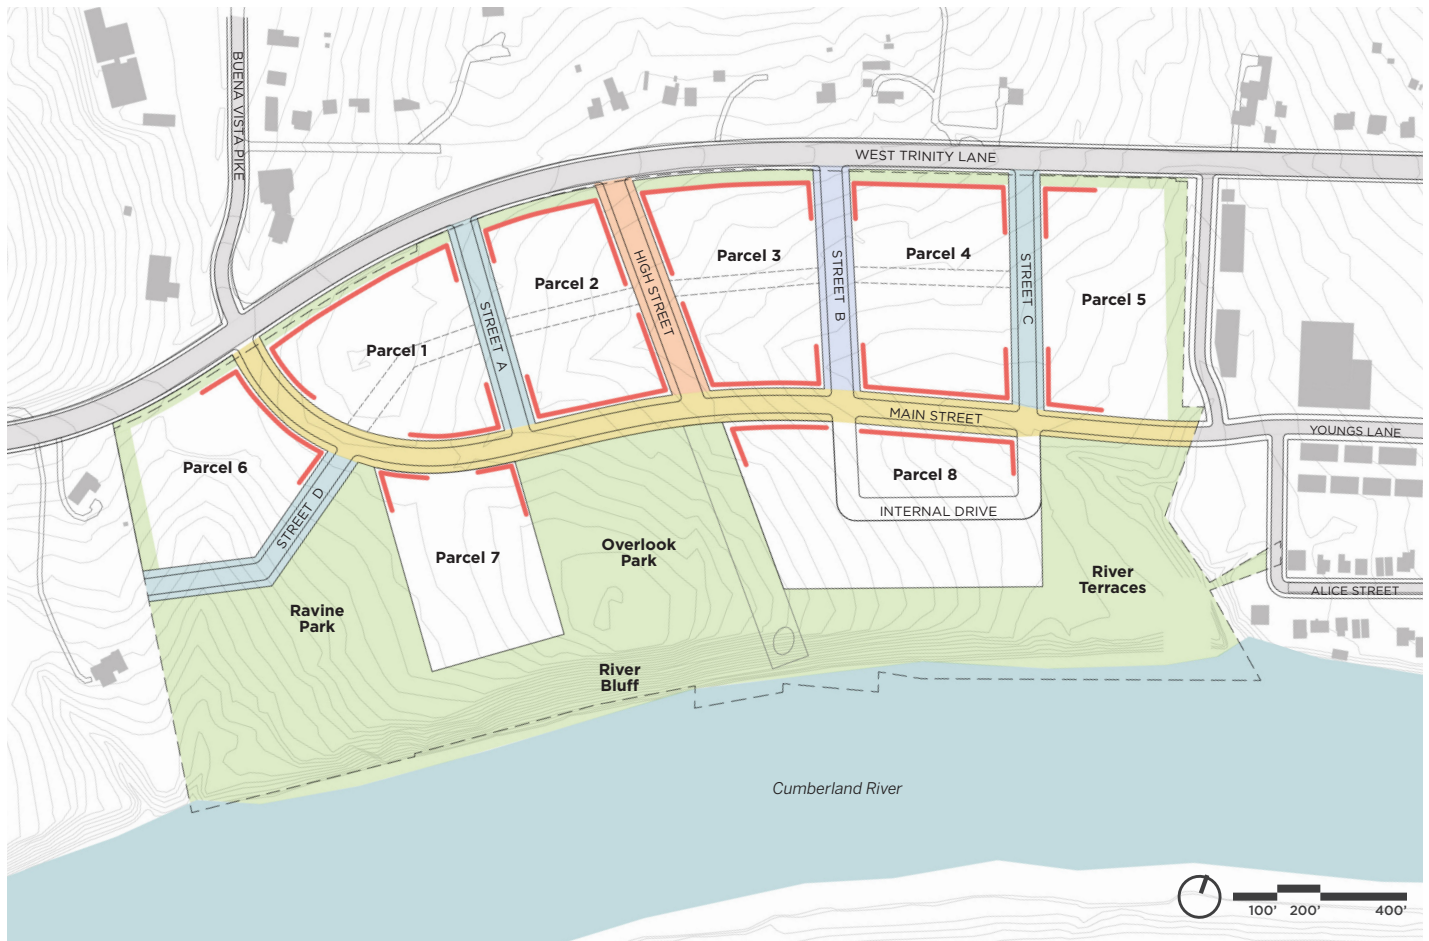 BUENA VISTA PIKE
WEST TRINITY LANE
Parcel 1
Parcel 2
Parcel 3
Parcel 4
Parcel 5
STREET A
HIGH STREET
STREET B
STREET C
MAIN STREET
YOUNGS LANE
Parcel 6
STREET D
Parcel 7
Parcel 8
INTERNAL DRIVE
Overlook
Park
River
Terraces
ALICE STREET
Ravine
Park
River
Bluff
Cumberland River
100' 200' 400'